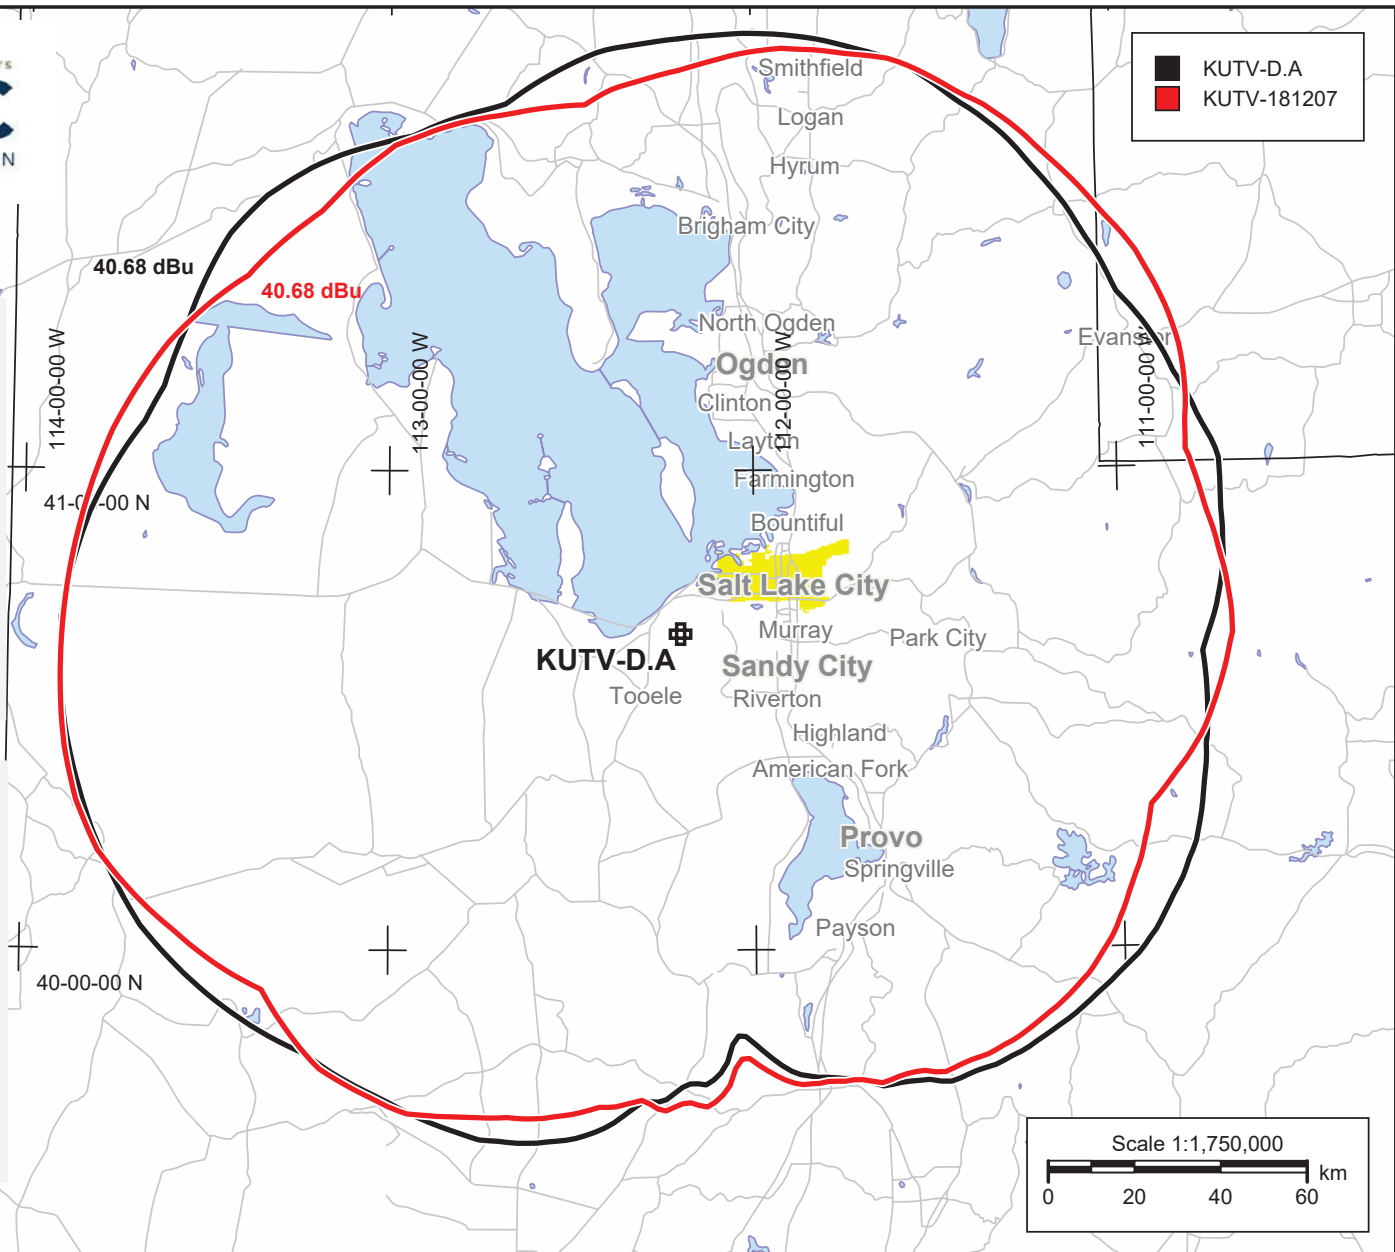 Smithfield
KUTV-D.A
KUTV-181207
Logan
N
Hyrum
Brigham City
40.68 dBu
40.68 dBu
North Ogden
114-00-00 W
113-00-00 W
112-00-00 W
111-00-00 W
Evanston
Ogden
Clinton
Layton
Farmington
41-00-00 N
Bountiful
Salt Lake City
Murray
Park City
KUTV-D.A
Sandy City
Tooele
Riverton
Highland
American Fork
Provo
Springville
Payson
40-00-00 N
Scale 1:1,750,000
km
0 20 40 60